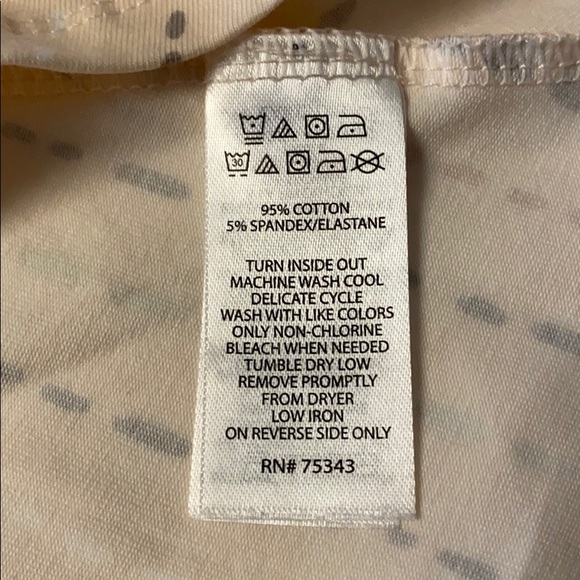 30
95% COTTON
5% SPANDEX/ELASTANE
TURN INSIDE OUT
MACHINE WASH COOL
DELICATE CYCLE
WASH WITH LIKE COLORS
ONLY NON-CHLORINE
BLEACH WHEN NEEDED
TUMBLE DRY LOW
REMOVE PROMPTLY
FROM DRYER
LOW IRON
ON REVERSE SIDE ONLY
RN# 75343